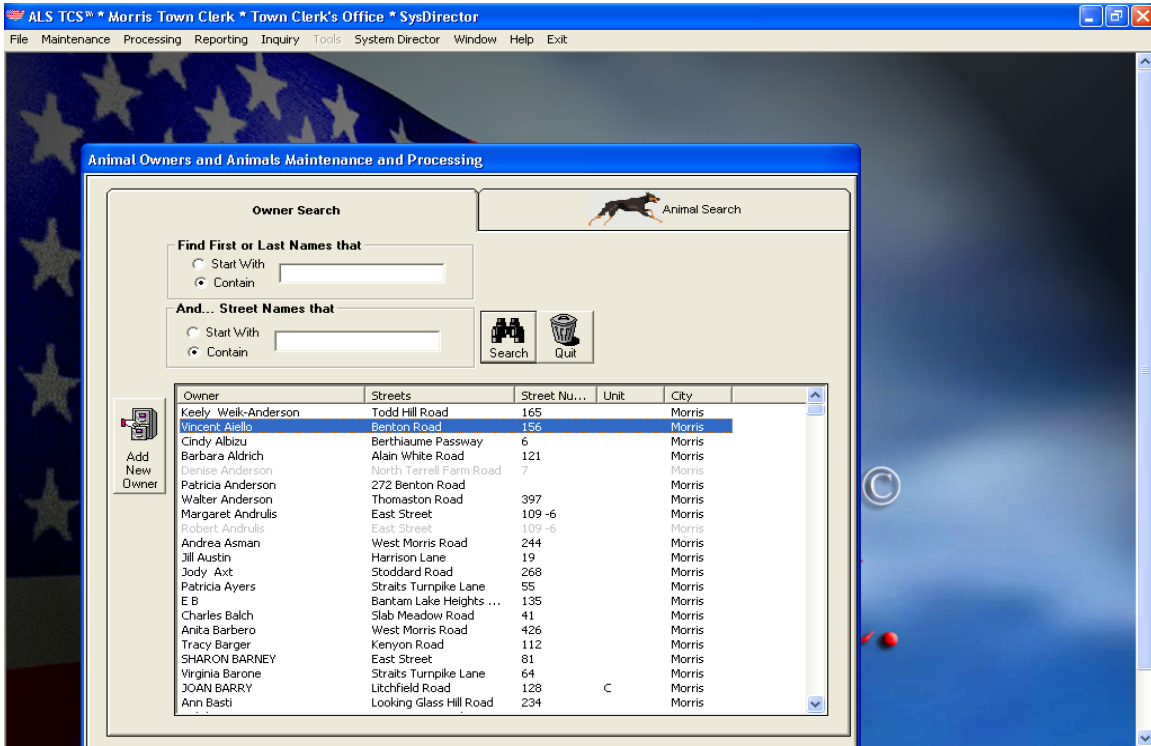 ALS TCS™ * Morris Town Clerk * Town Clerk's Office * SysDirector
File Maintenance Processing Reporting Inquiry Tools System Director Window Help Exit
Animal Owners and Animals Maintenance and Processing
Owner Search Animal Search
Find First or Last Names that
Start With
Contain
And... Street Names that
Start With
Contain
Search Quit
Add
New
Owner
Owner Streets Street Nu... Unit City
Keely Weik-Anderson Todd Hill Road 165 Morris
Vincent Aiello Benton Road 156 Morris
Cindy Albizu Berthiaume Passway 6 Morris
Barbara Aldrich Alain White Road 121 Morris
Denise Anderson North Terrell Farm Road 7 Morris
Patricia Anderson 272 Benton Road Morris
Walter Anderson Thomaston Road 397 Morris
Margaret Andrulis East Street 109 -6 Morris
Robert Andrulis East Street 109 -6 Morris
Andrea Asman West Morris Road 244 Morris
Jill Austin Harrison Lane 19 Morris
Jody Axt Stoddard Road 268 Morris
Patricia Ayers Straits Turnpike Lane 55 Morris
E B Bantam Lake Heights ... 135 Morris
Charles Balch Slab Meadow Road 41 Morris
Anita Barbero West Morris Road 426 Morris
Tracy Barger Kenyon Road 112 Morris
SHARON BARNEY East Street 81 Morris
Virginia Barone Straits Turnpike Lane 64 Morris
JOAN BARRY Litchfield Road 128 C Morris
Ann Basti Looking Glass Hill Road 234 Morris
©